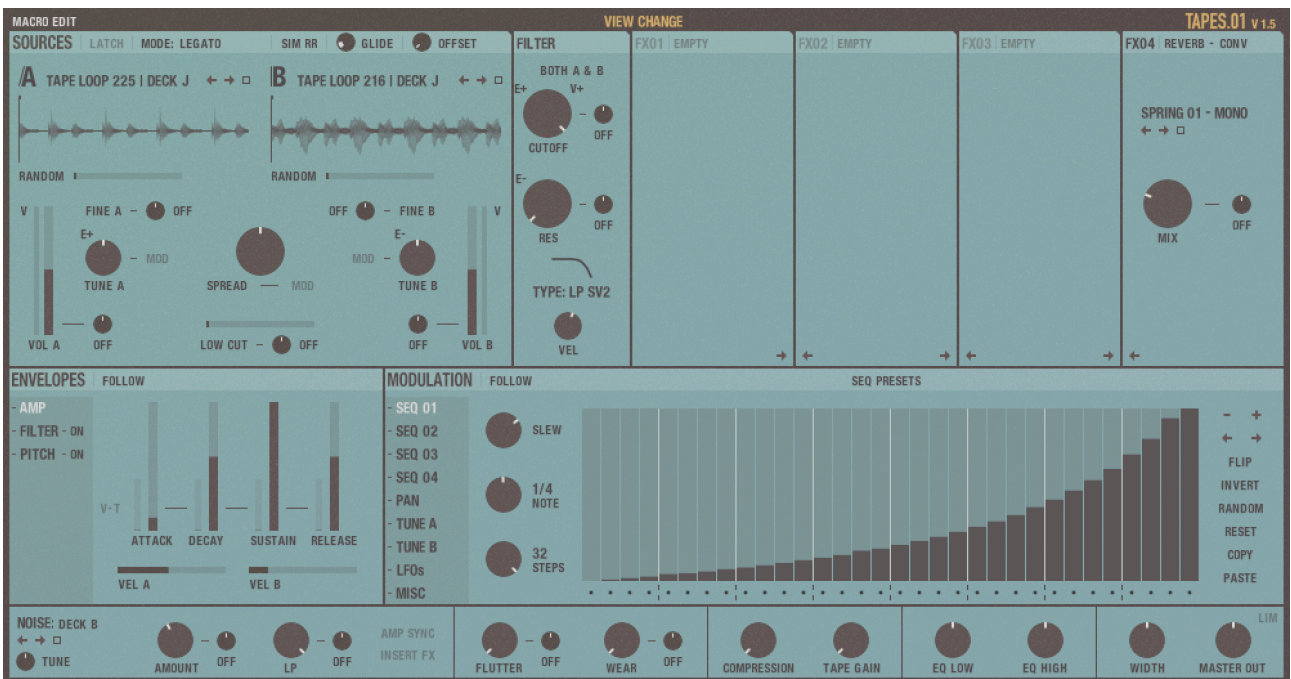 MACRO EDIT
VIEW CHANGE
TAPES.01 V 1.5
SOURCES LATCH MODE: LEGATO SIM RR GLIDE OFFSET
A TAPE LOOP 225 | DECK J
B TAPE LOOP 216 | DECK J
RANDOM
RANDOM
V
FINE A - OFF
OFF - FINE B
V
E+
E-
TUNE A - MOD
SPREAD — MOD
MOD - TUNE B
VOL A OFF
LOW CUT - OFF
OFF VOL B
FILTER
BOTH A & B
E+ V+
CUTOFF - OFF
E-
RES - OFF
TYPE: LP SV2
VEL
FX01 EMPTY
FX02 EMPTY
FX03 EMPTY
FX04 REVERB - CONV
SPRING 01 - MONO
MIX OFF
ENVELOPES FOLLOW
- AMP
- FILTER - ON
- PITCH - ON
V-T
ATTACK DECAY SUSTAIN RELEASE
VEL A VEL B
MODULATION FOLLOW SEQ PRESETS
- SEQ 01
- SEQ 02
- SEQ 03
- SEQ 04
- PAN
- TUNE A
- TUNE B
- LFOs
- MISC
SLEW
1/4
NOTE
32
STEPS
- +
FLIP
INVERT
RANDOM
RESET
COPY
PASTE
NOISE: DECK B
TUNE
AMOUNT - OFF
LP - OFF
AMP SYNC
INSERT FX
FLUTTER - OFF
WEAR - OFF
COMPRESSION TAPE GAIN
EQ LOW EQ HIGH
LIM
WIDTH MASTER OUT